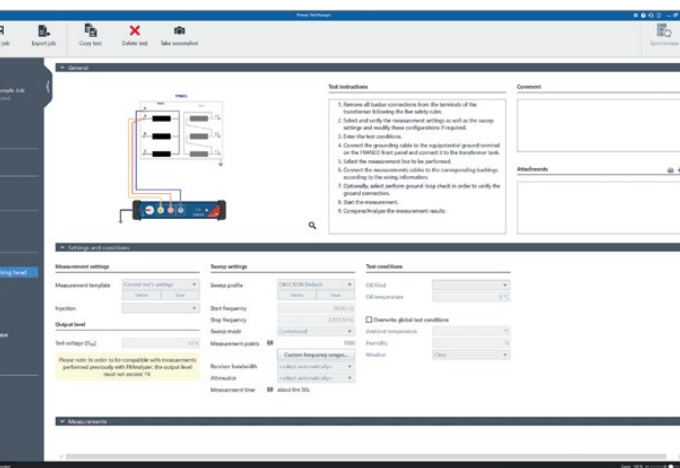 Primary Test Manager
Export job
Copy test
Delete test
Take screenshot
Synchronize
General
Test instructions
1. Remove all busbar connections from the terminals of the
transformer following the five safety rules.
2. Select and verify the measurement settings as well as the sweep
settings and modify these configurations if required.
3. Enter the test conditions.
4. Connect the grounding cable to the equipotential ground terminal
on the FRANEO front panel and connect it to the transformer tank.
5. Select the measurement line to be performed.
6. Connect the measurements cables to the corresponding bushings
according to the wiring information.
7. Optionally, select perform ground-loop check in order to verify the
ground connection.
8. Start the measurement.
9. Compare/Analyze the measurement results.
Comment
Attachments
Settings and conditions
Measurement settings
Measurement template
Current test's settings
Delete
Save
Injection
Output level
Test voltage
Please note: In order to be compatible with measurements
performed previously with FRAnalyzer, the output level
must not exceed 1V.
Sweep settings
Sweep profile
OMICRON Default
Delete
Save
Start frequency
Stop frequency
Sweep mode
Customized
Measurement points
1000
Custom frequency ranges...
Receiver bandwidth
<adapt automatically>
Attenuator
<adapt automatically>
Measurement time
about 6m 50s
Test conditions
Oil filled
Oil temperature
0 °C
Overwrite global test conditions
Ambient temperature
°C
Humidity
%
Weather
Clear
Measurements